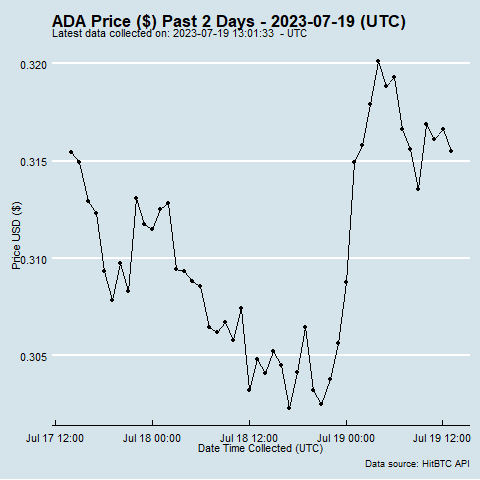 ADA Price ($) Past 2 Days - 2023-07-19 (UTC)
Latest data collected on: 2023-07-19 13:01:33 - UTC
0.320
0.315
0.310
0.305
Price USD ($)
Jul 17 12:00
Jul 18 00:00
Jul 18 12:00
Jul 19 00:00
Jul 19 12:00
Date Time Collected (UTC)
Data source: HitBTC API